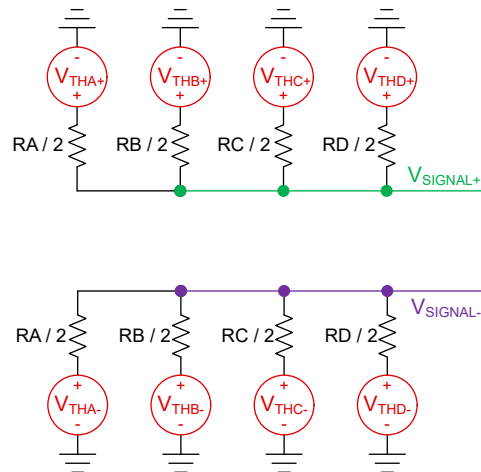 - - - -
V_THA+ V_THB+ V_THC+ V_THD+
+ + + +
RA / 2 RB / 2 RC / 2 RD / 2
V_SIGNAL+
V_SIGNAL-
RA / 2 RB / 2 RC / 2 RD / 2
+ + + +
V_THA- V_THB- V_THC- V_THD-
- - - -